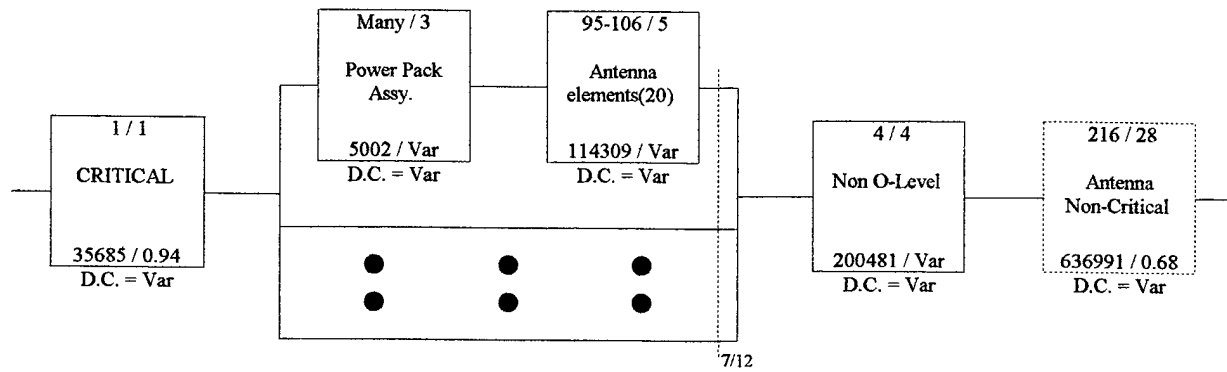 Many / 3
Power Pack
Assy.
5002 / Var
D.C. = Var
95-106 / 5
Antenna
elements(20)
114309 / Var
D.C. = Var
1 / 1
CRITICAL
35685 / 0.94
D.C. = Var
4 / 4
Non O-Level
200481 / Var
D.C. = Var
216 / 28
Antenna
Non-Critical
636991 / 0.68
D.C. = Var
7/12